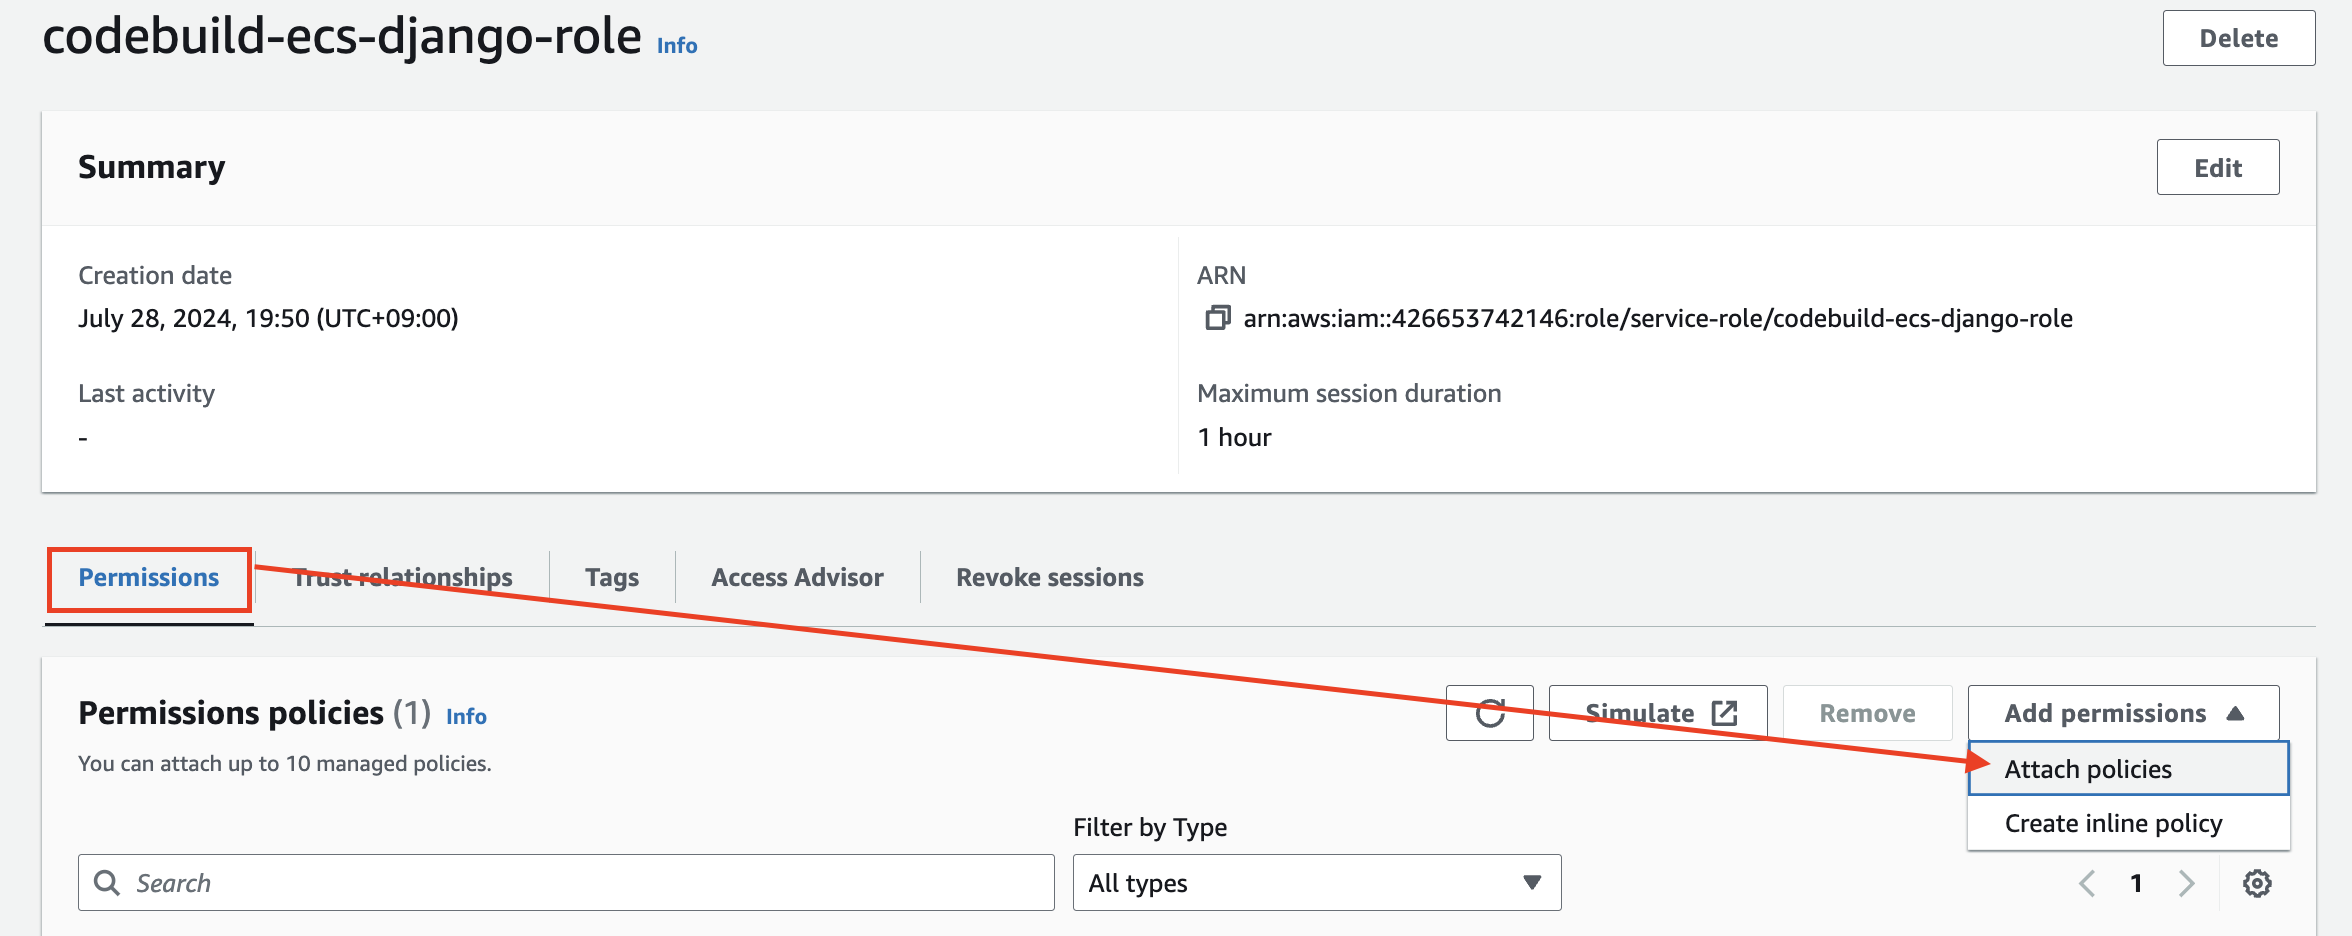 codebuild-ecs-django-role Info
Delete
Summary
Edit
Creation date
July 28, 2024, 19:50 (UTC+09:00)
ARN
arn:aws:iam::426653742146:role/service-role/codebuild-ecs-django-role
Last activity
-
Maximum session duration
1 hour
Permissions
Trust relationships
Tags
Access Advisor
Revoke sessions
Permissions policies (1) Info
Simulate
Remove
Add permissions
You can attach up to 10 managed policies.
Attach policies
Create inline policy
Filter by Type
Search
All types
1